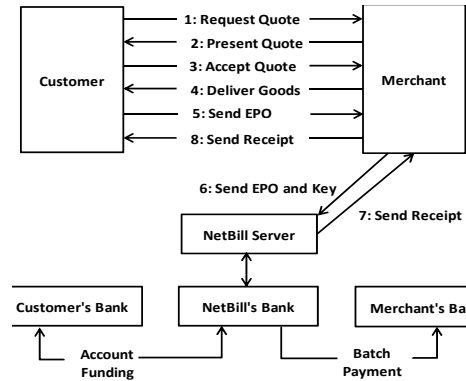 1: Request Quote
2: Present Quote
3: Accept Quote
4: Deliver Goods
5: Send EPO
8: Send Receipt
Customer
Merchant
6: Send EPO and Key
7: Send Receipt
NetBill Server
Customer's Bank
NetBill's Bank
Merchant's Ba
Account
Funding
Batch
Payment